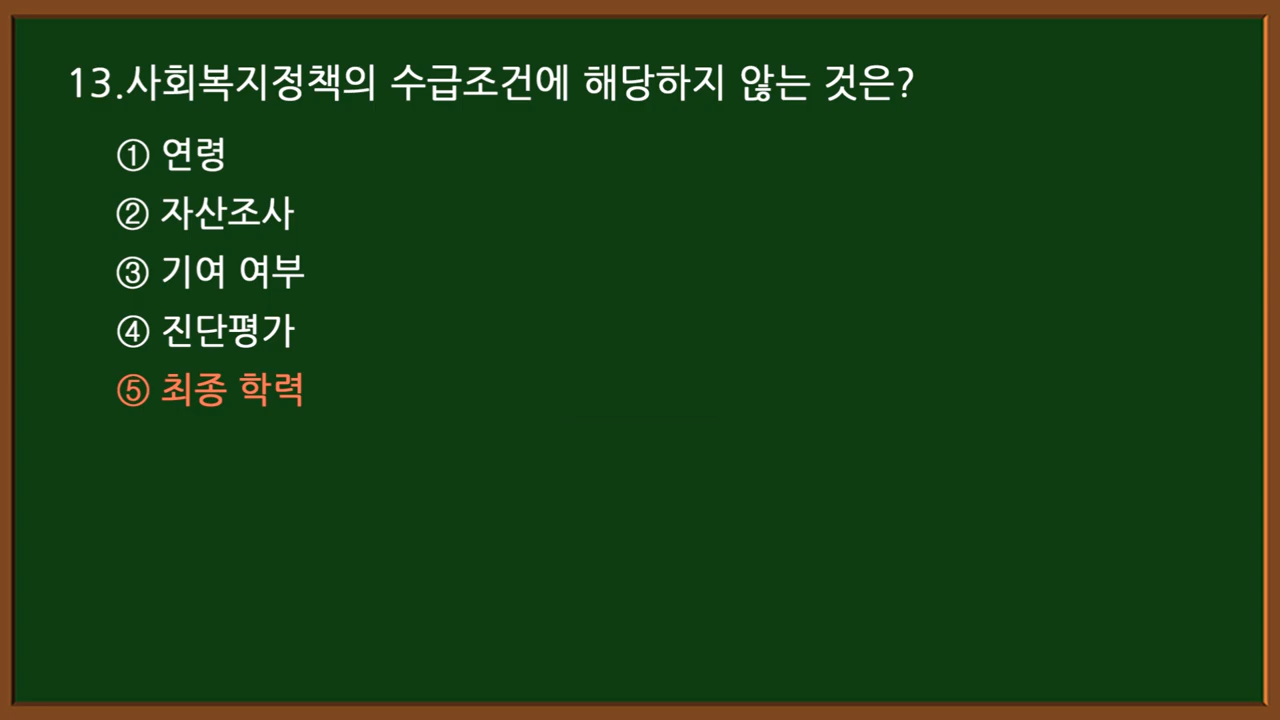 13.사회복지정책의 수급조건에 해당하지 않는 것은?
① 연령
② 자산조사
③ 기여 여부
④ 진단평가
⑤ 최종 학력